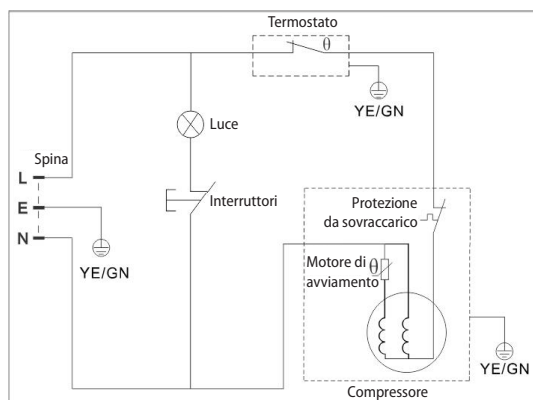 Termostato
θ
YE/GN
Luce
Spina
L
E
N
YE/GN
Interruttori
Protezione
da sovraccarico
Motore di
avviamento
θ
YE/GN
Compressore